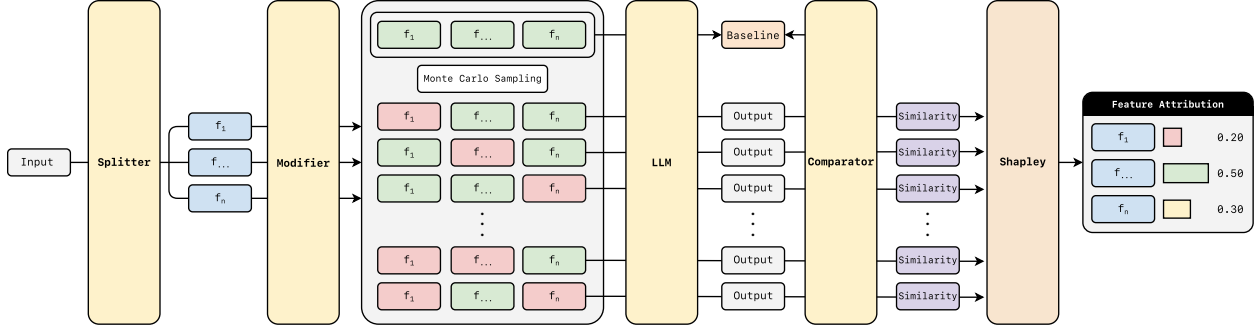 Input
Splitter
f₁
f...
fₙ
Modifier
f₁ f... fₙ
Monte Carlo Sampling
f₁ f... fₙ
f₁ f... fₙ
f₁ f... fₙ
f₁ f... fₙ
f₁ f... fₙ
LLM
Baseline
Output
Output
Output
Output
Output
Comparator
Similarity
Similarity
Similarity
Similarity
Similarity
Shapley
Feature Attribution
f₁ 0.20
f... 0.50
fₙ 0.30